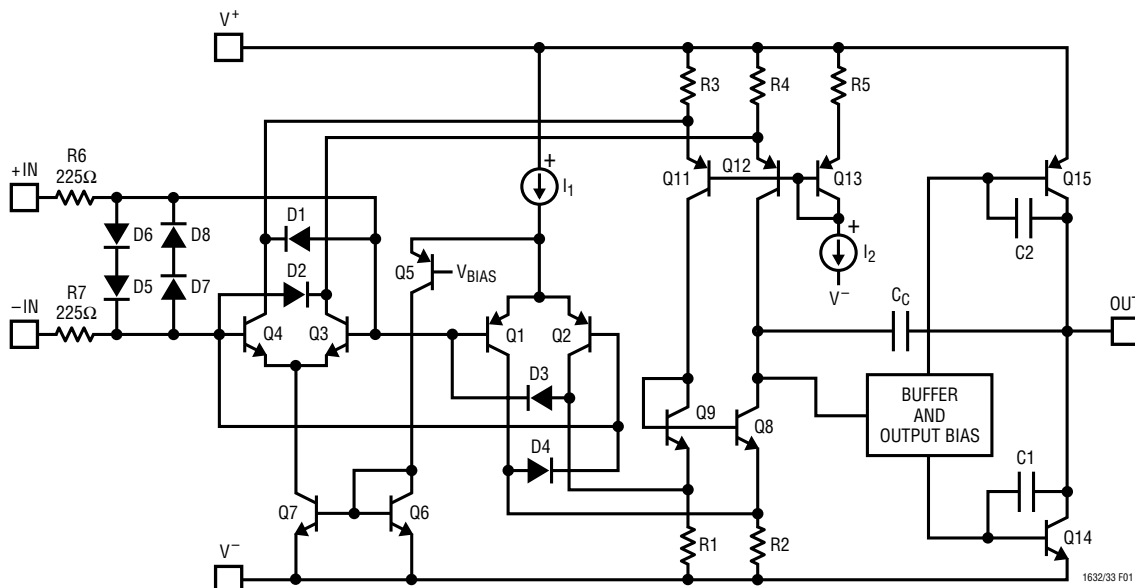 V+
R3
R4
R5
+IN
R6
225Ω
+
I1
Q11
Q12
Q13
Q15
D1
D6
D8
C2
+
I2
Q5
VBIAS
D2
D5
D7
V−
−IN
R7
225Ω
Q4
Q3
Q1
Q2
CC
OUT
D3
Q9
Q8
BUFFER
AND
OUTPUT BIAS
D4
C1
Q7
Q6
R1
R2
Q14
V−
1632/33 F01